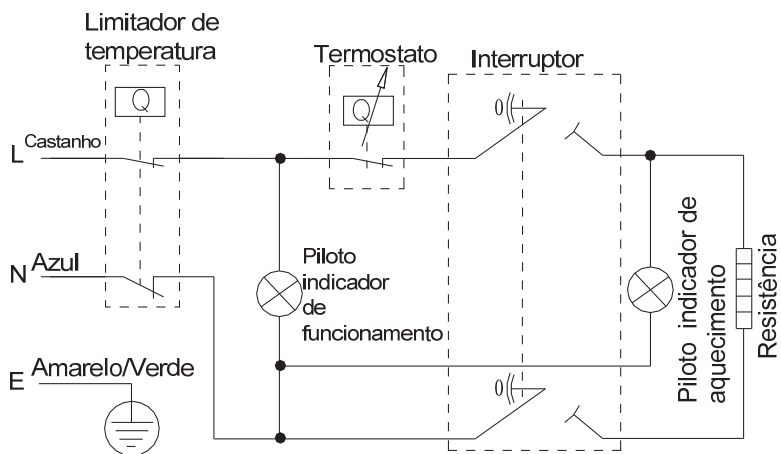 Limitador de
temperatura
Termostato
Interruptor
Q
Q
0
L Castanho
N Azul
Piloto
indicador
de
funcionamento
Piloto indicador de
aquecimento
Resistência
E Amarelo/Verde
0